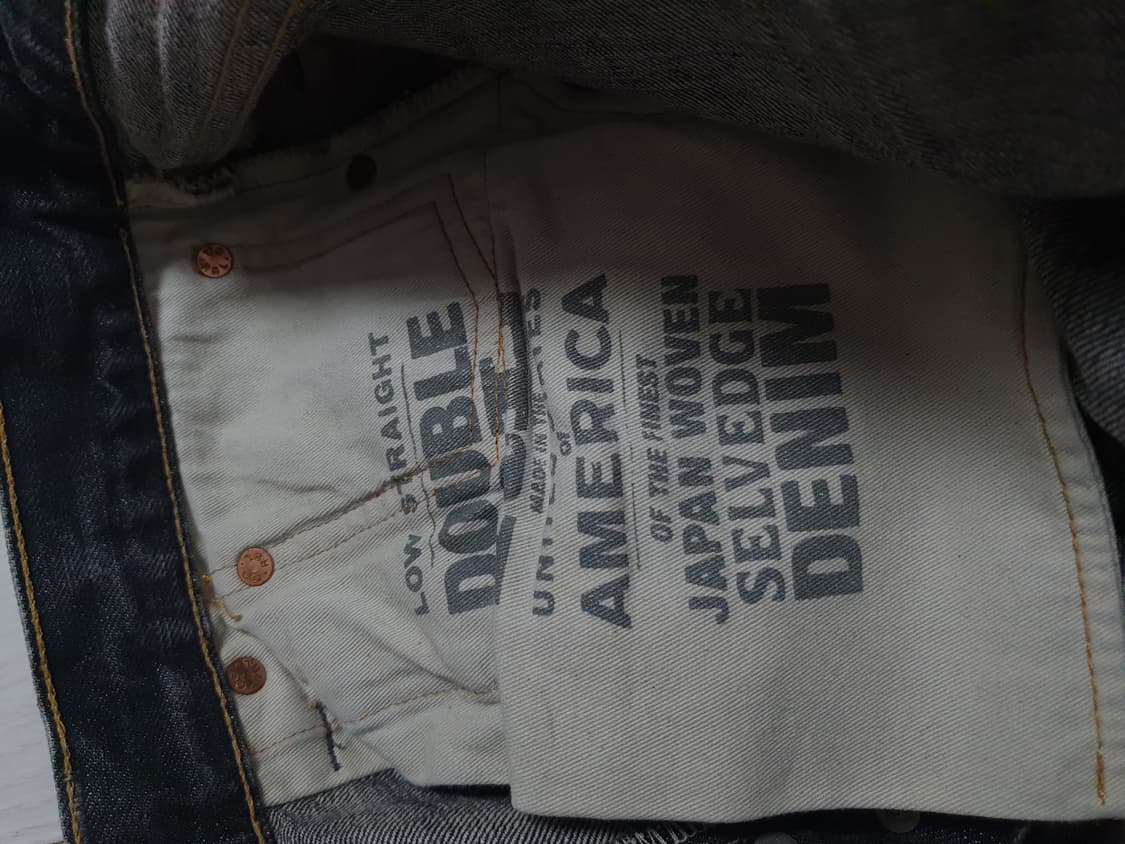 LOW STRAIGHT
DOUBLE
MADE IN THE
UNITED STATES
OF
AMERICA
OF THE FINEST
JAPAN WOVEN
SELVEDGE
DENIM